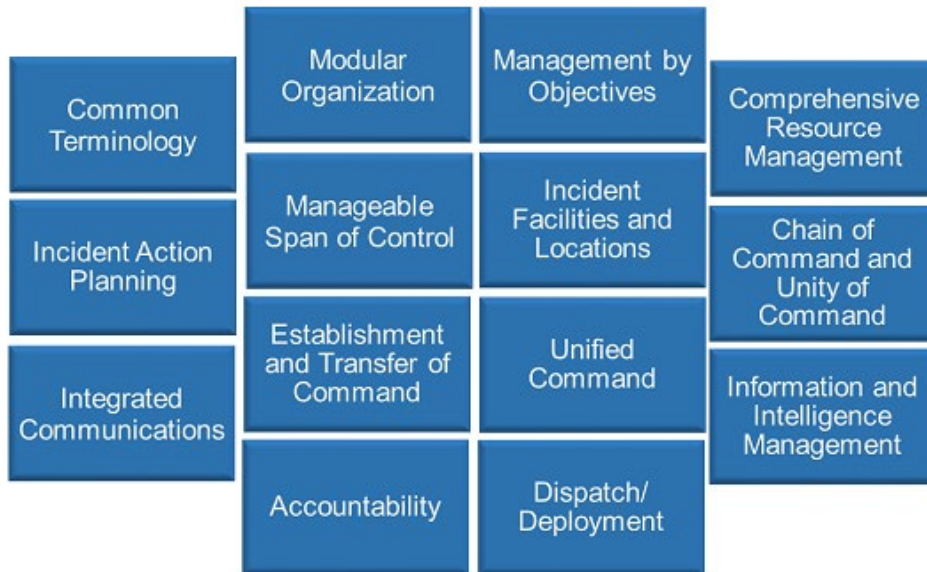 Common
Terminology
Incident Action
Planning
Integrated
Communications
Modular
Organization
Manageable
Span of Control
Establishment
and Transfer of
Command
Accountability
Management by
Objectives
Incident
Facilities and
Locations
Unified
Command
Dispatch/
Deployment
Comprehensive
Resource
Management
Chain of
Command and
Unity of
Command
Information and
Intelligence
Management